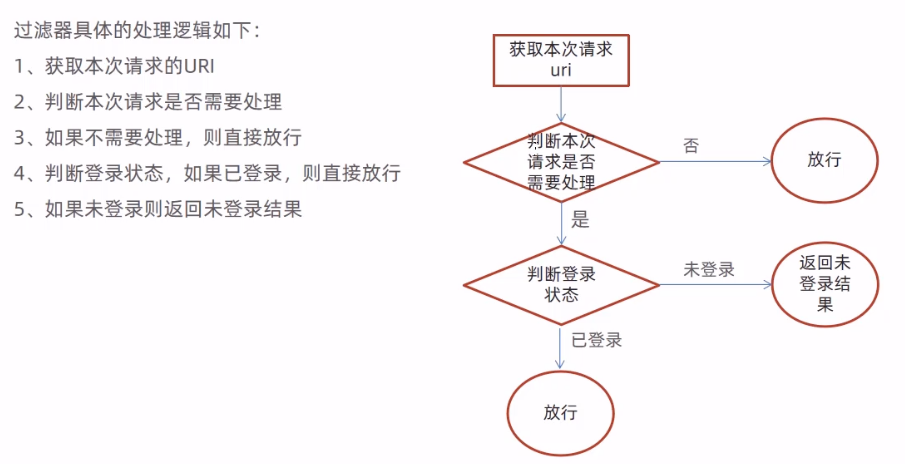 过滤器具体的处理逻辑如下：
1、获取本次请求的URI
2、判断本次请求是否需要处理
3、如果不需要处理，则直接放行
4、判断登录状态，如果已登录，则直接放行
5、如果未登录则返回未登录结果
获取本次请求
uri
判断本次
请求是否
需要处理
否
放行
是
判断登录
状态
未登录
返回未
登录结
果
已登录
放行